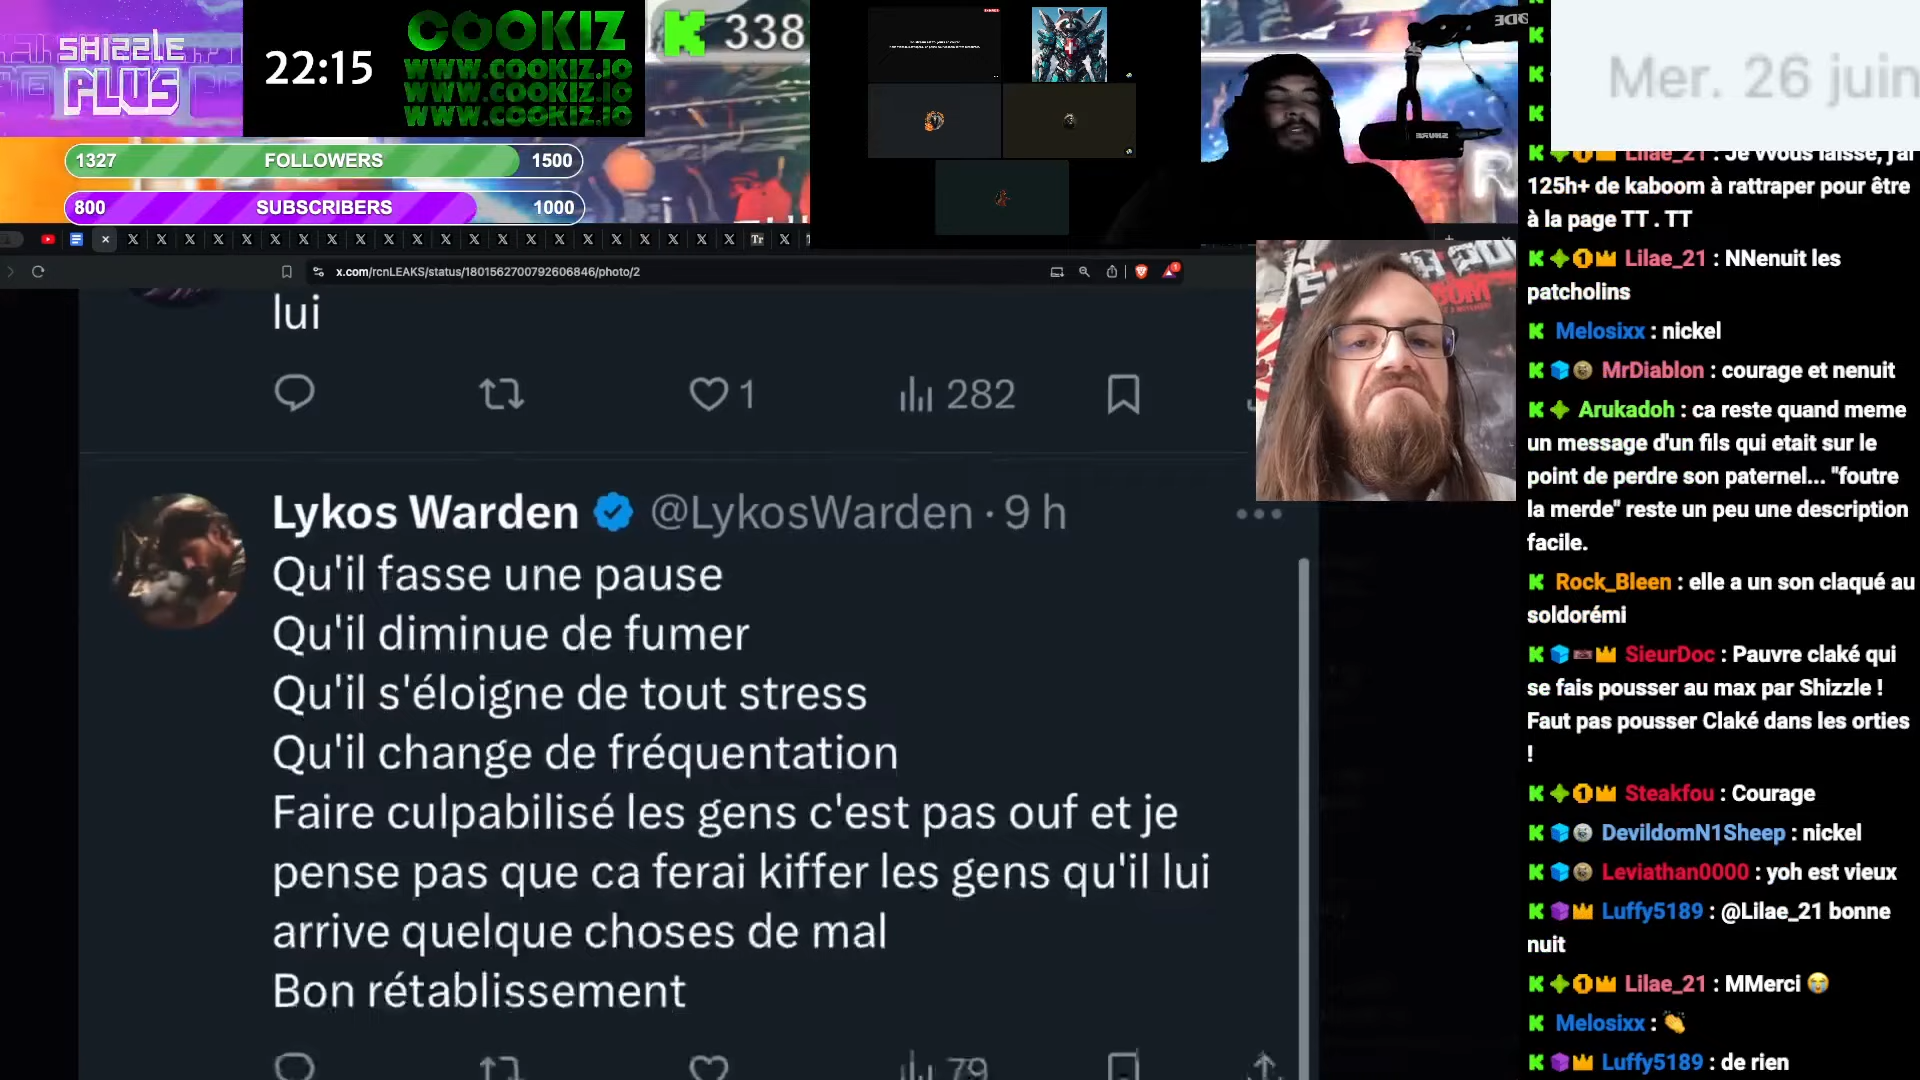 SHIZZLE
PLUS
22:15
COOKIZ
WWW.COOKIZ.IO
WWW.COOKIZ.IO
WWW.COOKIZ.IO
338
1327 FOLLOWERS 1500
800 SUBSCRIBERS 1000
Mer. 26 juin
x.com/rcnLEAKS/status/1801562700792606846/photo/2
lui
1
282
Lykos Warden @LykosWarden · 9 h
Qu'il fasse une pause
Qu'il diminue de fumer
Qu'il s'éloigne de tout stress
Qu'il change de fréquentation
Faire culpabilisé les gens c'est pas ouf et je
pense pas que ca ferai kiffer les gens qu'il lui
arrive quelque choses de mal
Bon rétablissement
79
Lilae_21 : Je VVous laisse, j'ai
125h+ de kaboom à rattraper pour être
à la page TT . TT
Lilae_21 : NNenuit les
patcholins
Melosixx : nickel
MrDiablon : courage et nenuit
Arukadoh : ca reste quand meme
un message d'un fils qui etait sur le
point de perdre son paternel... "foutre
la merde" reste un peu une description
facile.
Rock_Bleen : elle a un son claqué au
soldorémi
SieurDoc : Pauvre claké qui
se fais pousser au max par Shizzle !
Faut pas pousser Claké dans les orties
!
Steakfou : Courage
DevildomN1Sheep : nickel
Leviathan0000 : yoh est vieux
Luffy5189 : @Lilae_21 bonne
nuit
Lilae_21 : MMerci 😭
Melosixx : 👏
Luffy5189 : de rien